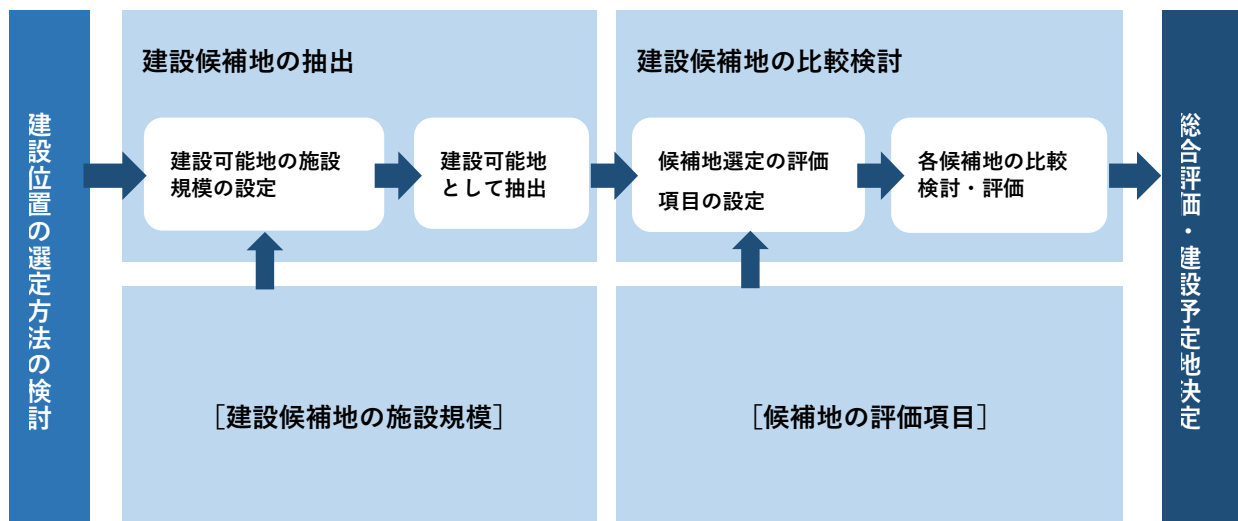 建設位置の選定方法の検討
建設候補地の抽出
建設可能地の施設
規模の設定
建設可能地
として抽出
[建設候補地の施設規模]
建設候補地の比較検討
候補地選定の評価
項目の設定
各候補地の比較
検討・評価
[候補地の評価項目]
総合評価・建設予定地決定